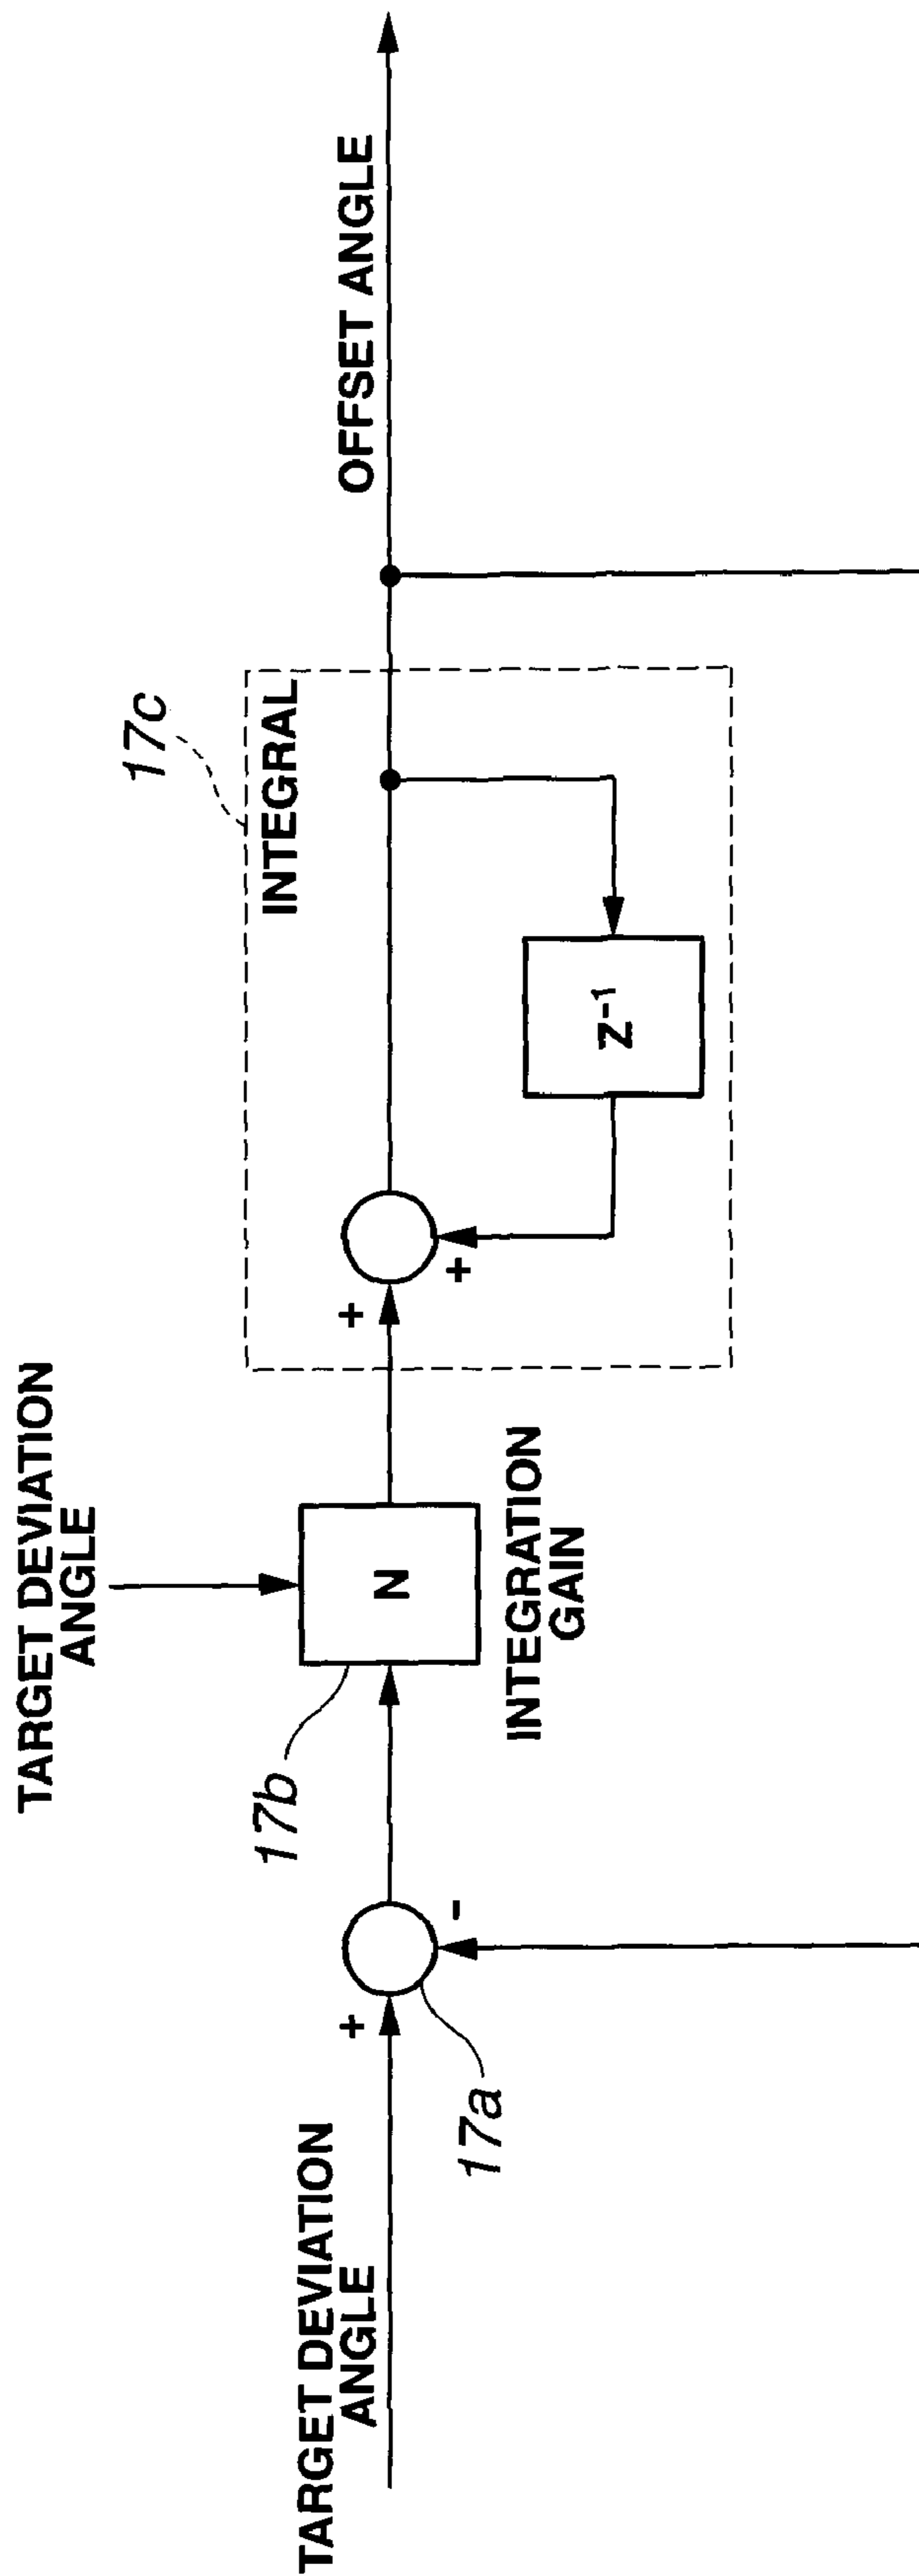 TARGET DEVIATION
ANGLE
+
-
17a
17b
TARGET DEVIATION
ANGLE
N
INTEGRATION
GAIN
+
+
17c
INTEGRAL
Z-1
OFFSET ANGLE